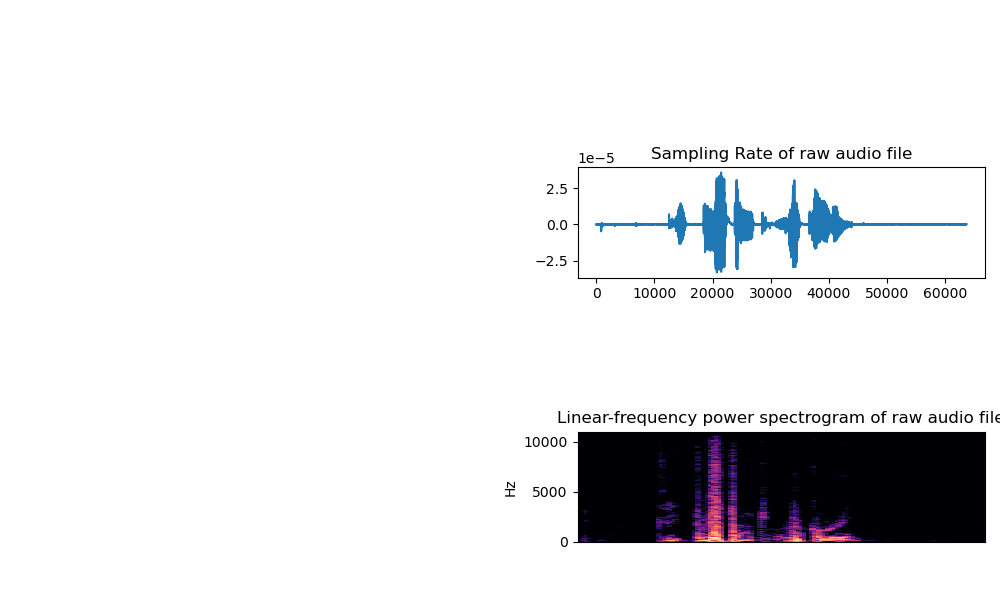 Sampling Rate of raw audio file
1e−5
2.5
0.0
−2.5
0 10000 20000 30000 40000 50000 60000
Linear-frequency power spectrogram of raw audio file
10000
5000
0
Hz